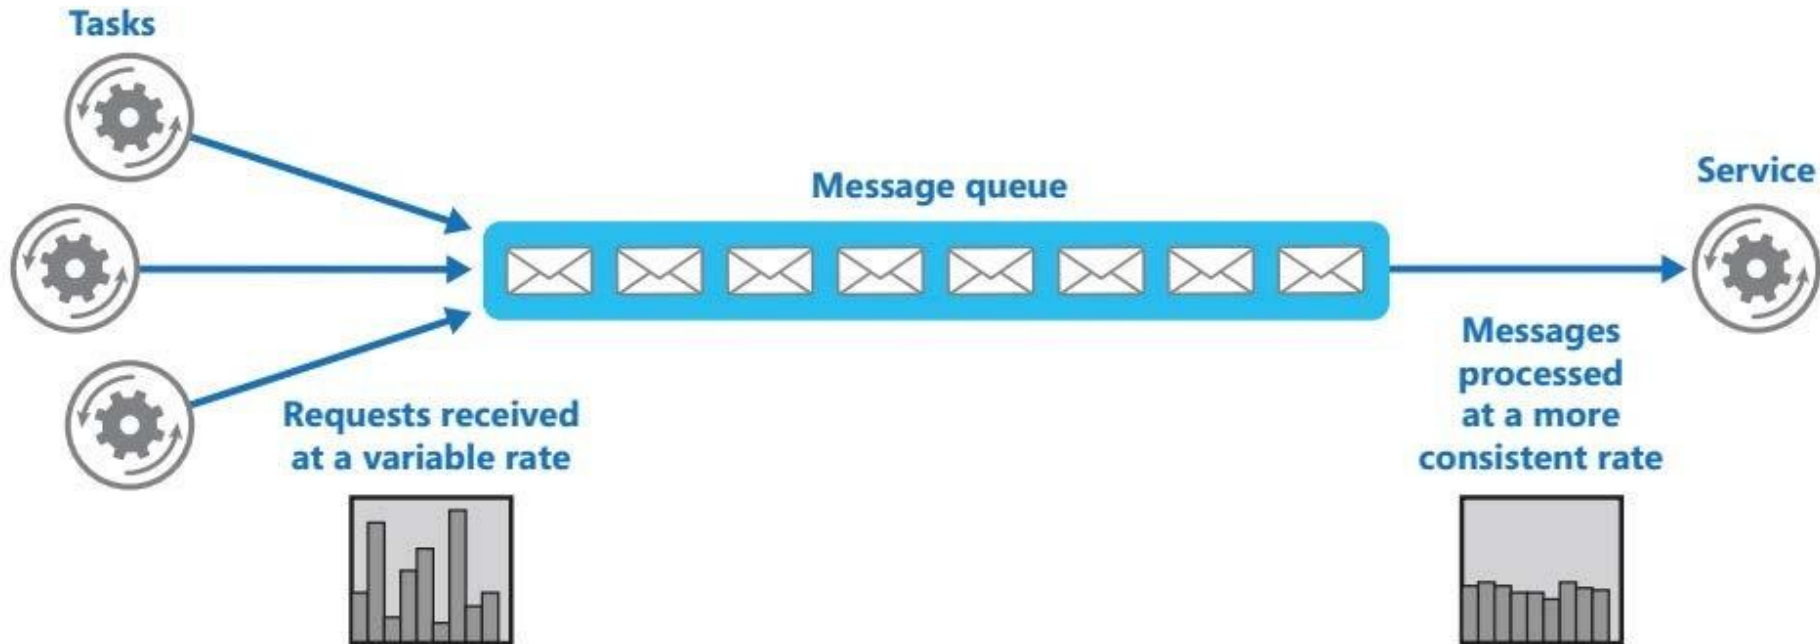 Tasks
Message queue
Service
Requests received
at a variable rate
Messages
processed
at a more
consistent rate